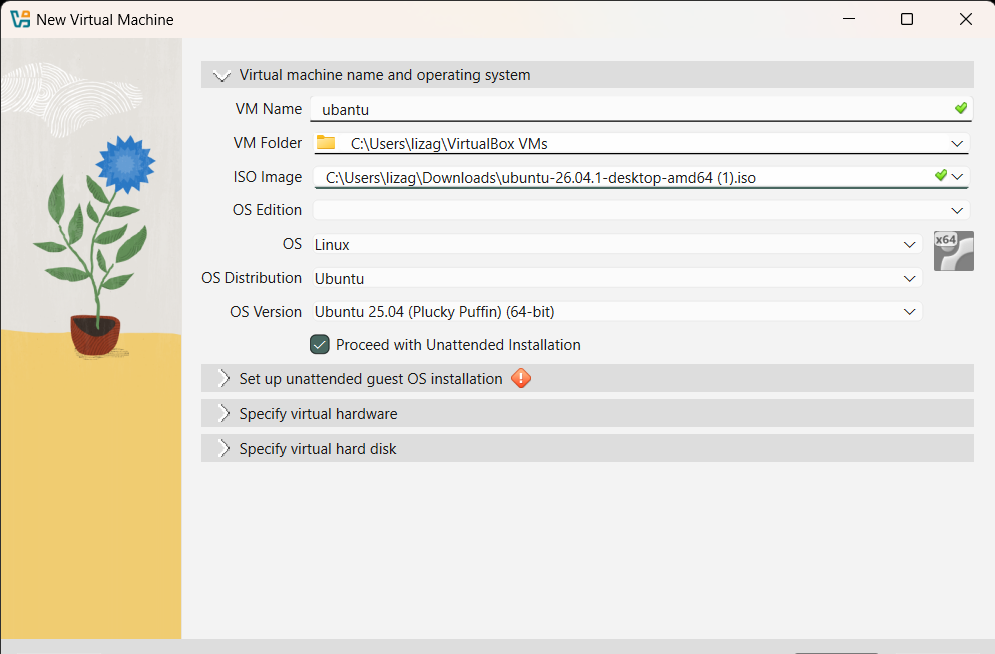 New Virtual Machine
Virtual machine name and operating system
VM Name ubantu
VM Folder C:\Users\lizag\VirtualBox VMs
ISO Image C:\Users\lizag\Downloads\ubuntu-26.04.1-desktop-amd64 (1).iso
OS Edition
OS Linux
x64
OS Distribution Ubuntu
OS Version Ubuntu 25.04 (Plucky Puffin) (64-bit)
Proceed with Unattended Installation
Set up unattended guest OS installation
Specify virtual hardware
Specify virtual hard disk